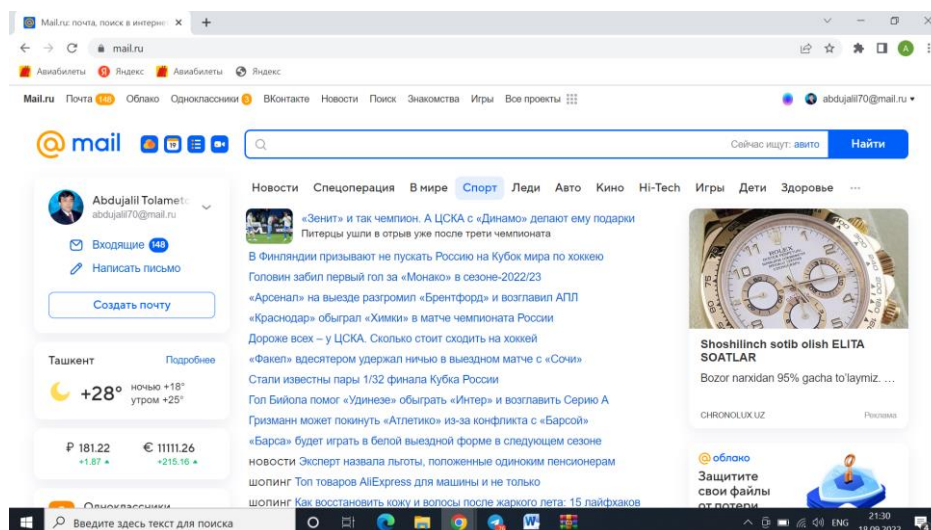 Mail.ru: почта, поиск в интерне
mail.ru
Авиабилеты Яндекс Авиабилеты Яндекс
Mail.ru Почта 148 Облако Одноклассники 3 ВКонтакте Новости Поиск Знакомства Игры Все проекты abdujalil70@mail.ru
mail Сейчас ищут: авито Найти
Новости Спецоперация В мире Спорт Леди Авто Кино Hi-Tech Игры Дети Здоровье ...
Abdujalil Tolametc
abdujalil70@mail.ru
Входящие 148
Написать письмо
Создать почту
Ташкент Подробнее
+28° ночью +18°
утром +25°
₽ 181.22 € 11111.26
+1.87 +215.16
Одноклассники
«Зенит» и так чемпион. А ЦСКА с «Динамо» делают ему подарки
Питерцы ушли в отрыв уже после трети чемпионата
В Финляндии призывают не пускать Россию на Кубок мира по хоккею
Головин забил первый гол за «Монако» в сезоне-2022/23
«Арсенал» на выезде разгромил «Брентфорд» и возглавил АПЛ
«Краснодар» обыграл «Химки» в матче чемпионата России
Дороже всех – у ЦСКА. Сколько стоит сходить на хоккей
«Факел» вдесятером удержал ничью в выездном матче с «Сочи»
Стали известны пары 1/32 финала Кубка России
Гол Бийола помог «Удинезе» обыграть «Интер» и возглавить Серию А
Гризманн может покинуть «Атлетико» из-за конфликта с «Барсой»
«Барса» будет играть в белой выездной форме в следующем сезоне
НОВОСТИ Эксперт назвала льготы, положенные одиноким пенсионерам
ШОПИНГ Топ товаров AliExpress для машины и не только
ШОПИНГ Как восстановить кожу и волосы после жаркого лета: 15 лайфхаков
ROLEX
Shoshilinch sotib olish ELITA
SOATLAR
Bozor narxidan 95% gacha to'laymiz. ...
CHRONOLUX.UZ Реклама
облако
Защитите
свои файлы
от потери
Введите здесь текст для поиска
ENG 21:30
18.09.2022